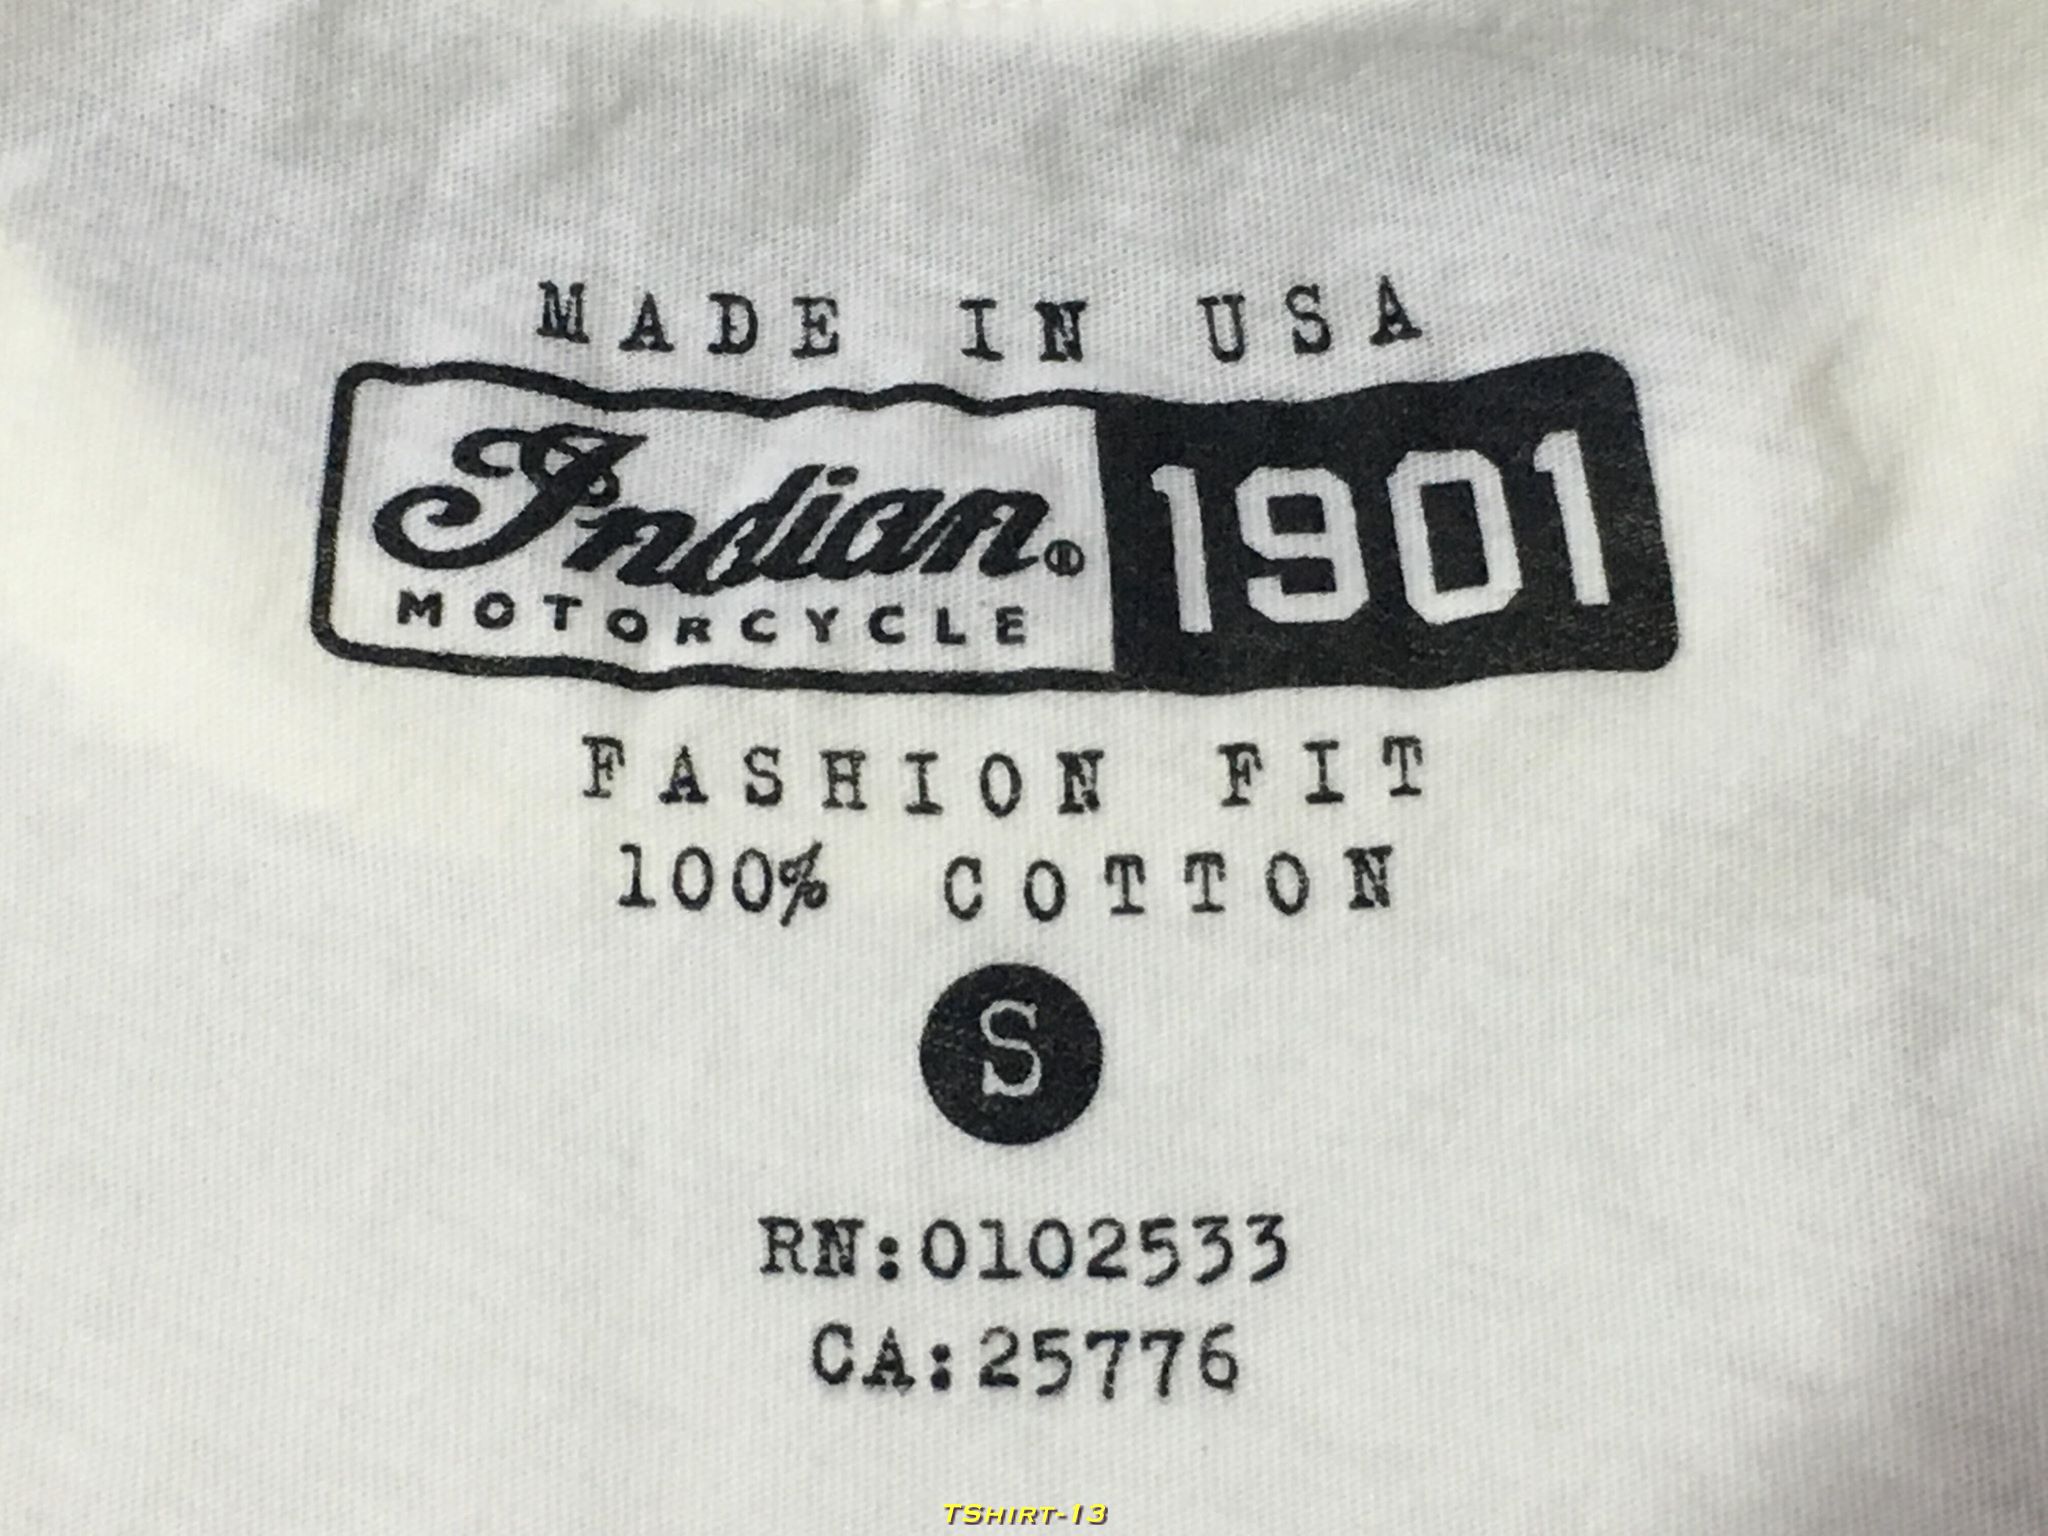 MADE IN USA
Indian® 1901
MOTORCYCLE
FASHION FIT
100% COTTON
S
RN:0102533
CA:25776
TShirt-13